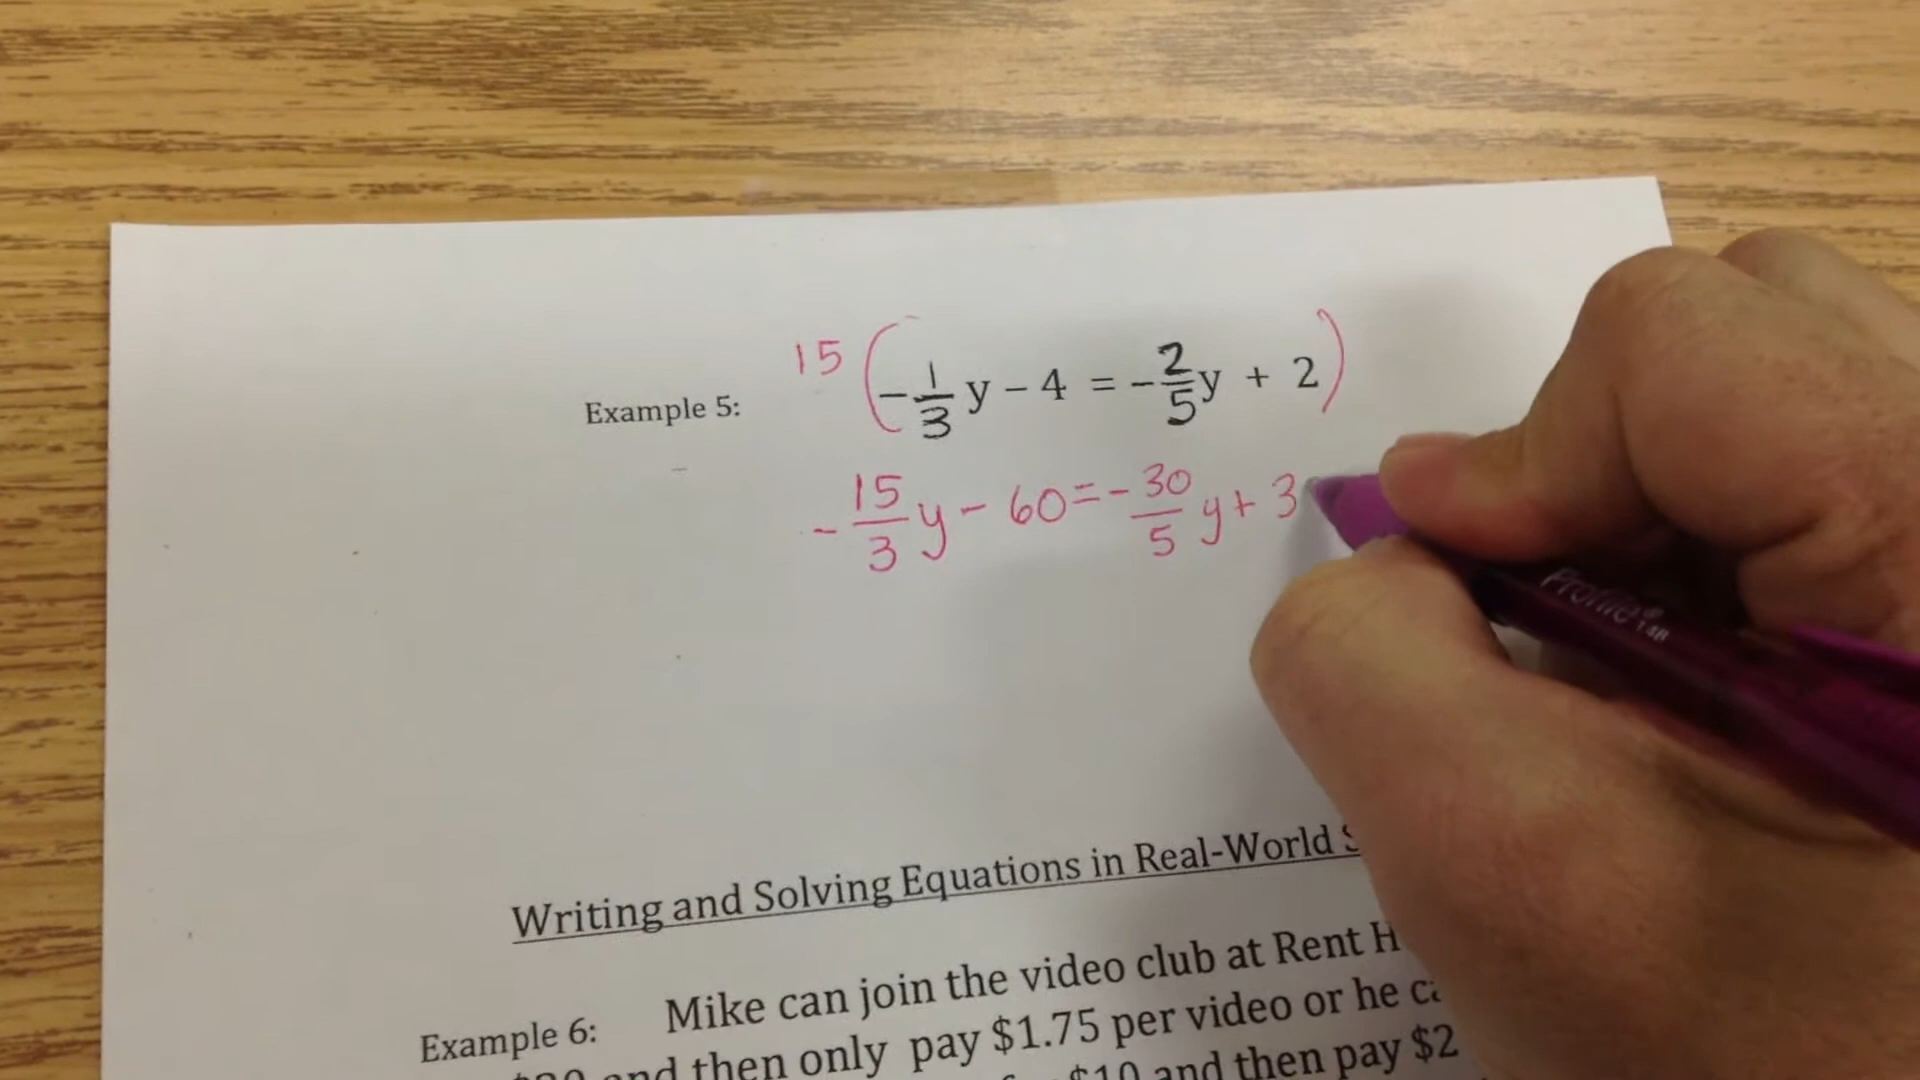 15 (-1/3 y - 4 = -2/5 y + 2)
Example 5:
-15/3 y - 60 = -30/5 y + 3
Profile® 1.4B
Writing and Solving Equations in Real-World
Example 6: Mike can join the video club at Rent H
and then only pay $1.75 per video or he
$10 and then pay $2